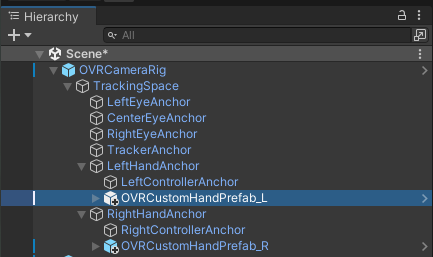 Hierarchy
All
Scene*
OVRCameraRig
TrackingSpace
LeftEyeAnchor
CenterEyeAnchor
RightEyeAnchor
TrackerAnchor
LeftHandAnchor
LeftControllerAnchor
OVRCustomHandPrefab_L
RightHandAnchor
RightControllerAnchor
OVRCustomHandPrefab_R